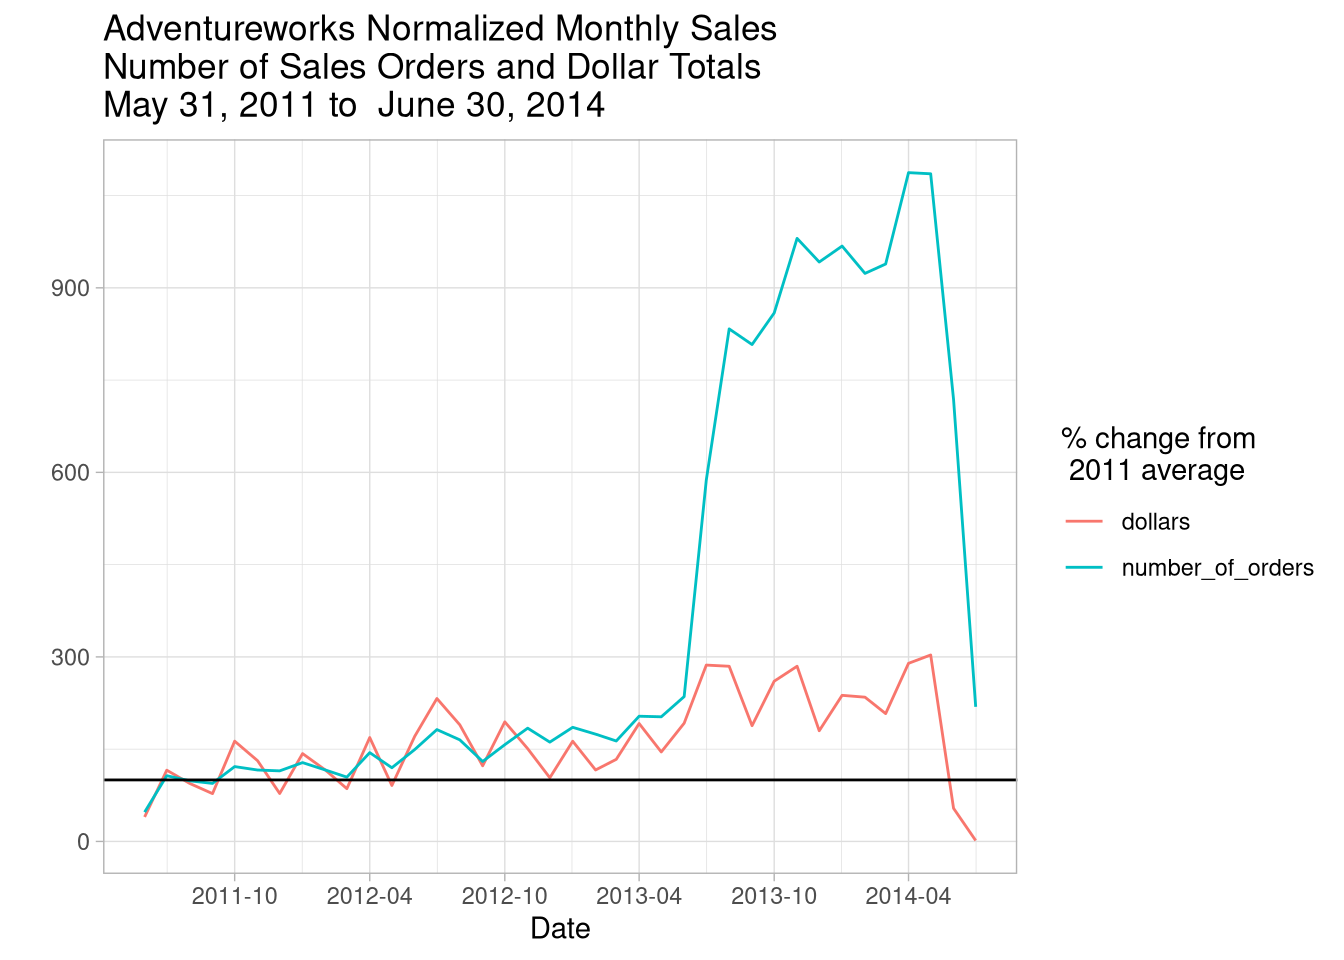 Adventureworks Normalized Monthly Sales
Number of Sales Orders and Dollar Totals
May 31, 2011 to  June 30, 2014
900
600
300
0
2011-10
2012-04
2012-10
2013-04
2013-10
2014-04
Date
% change from
2011 average
dollars
number_of_orders